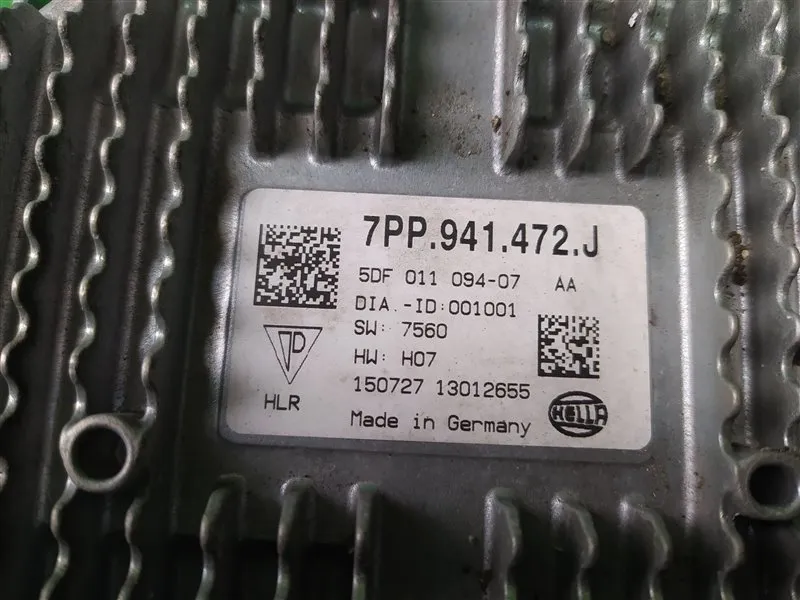 7PP.941.472.J
5DF 011 094-07 AA
DIA.-ID:001001
SW: 7560
HW: H07
150727 13012655
HLR
Made in Germany
HELLA